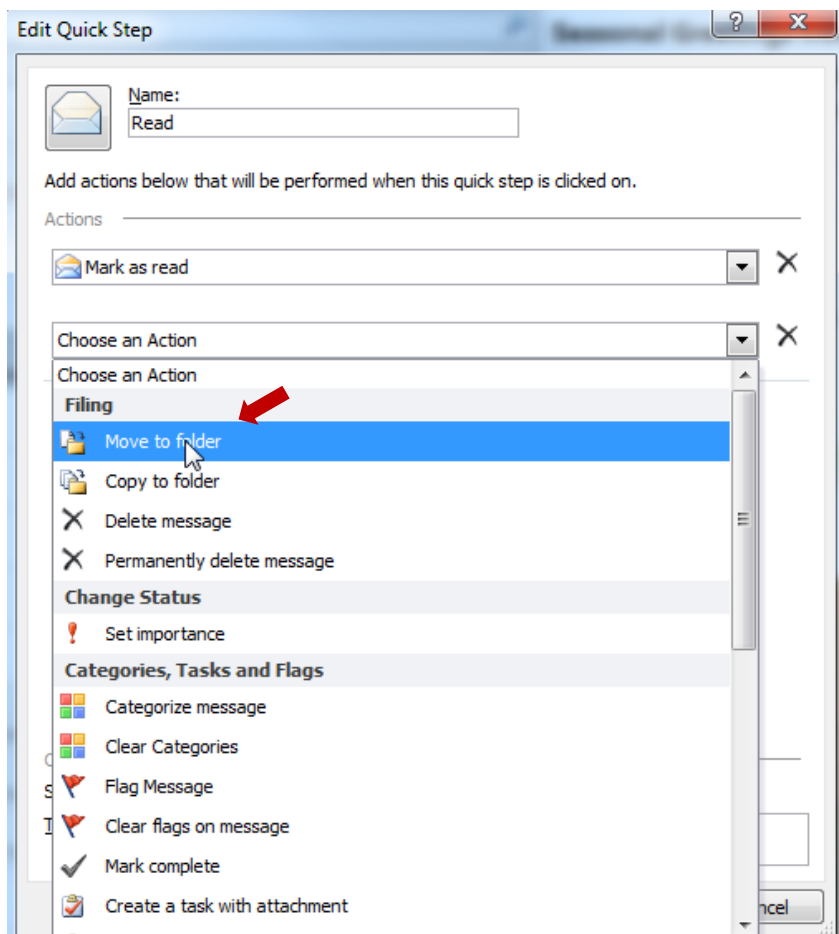 Edit Quick Step
?
Name:
Read
Add actions below that will be performed when this quick step is clicked on.
Actions
Mark as read
Choose an Action
Choose an Action
Filing
Move to folder
Copy to folder
Delete message
Permanently delete message
Change Status
Set importance
Categories, Tasks and Flags
Categorize message
Clear Categories
Flag Message
Clear flags on message
Mark complete
Create a task with attachment
ncel